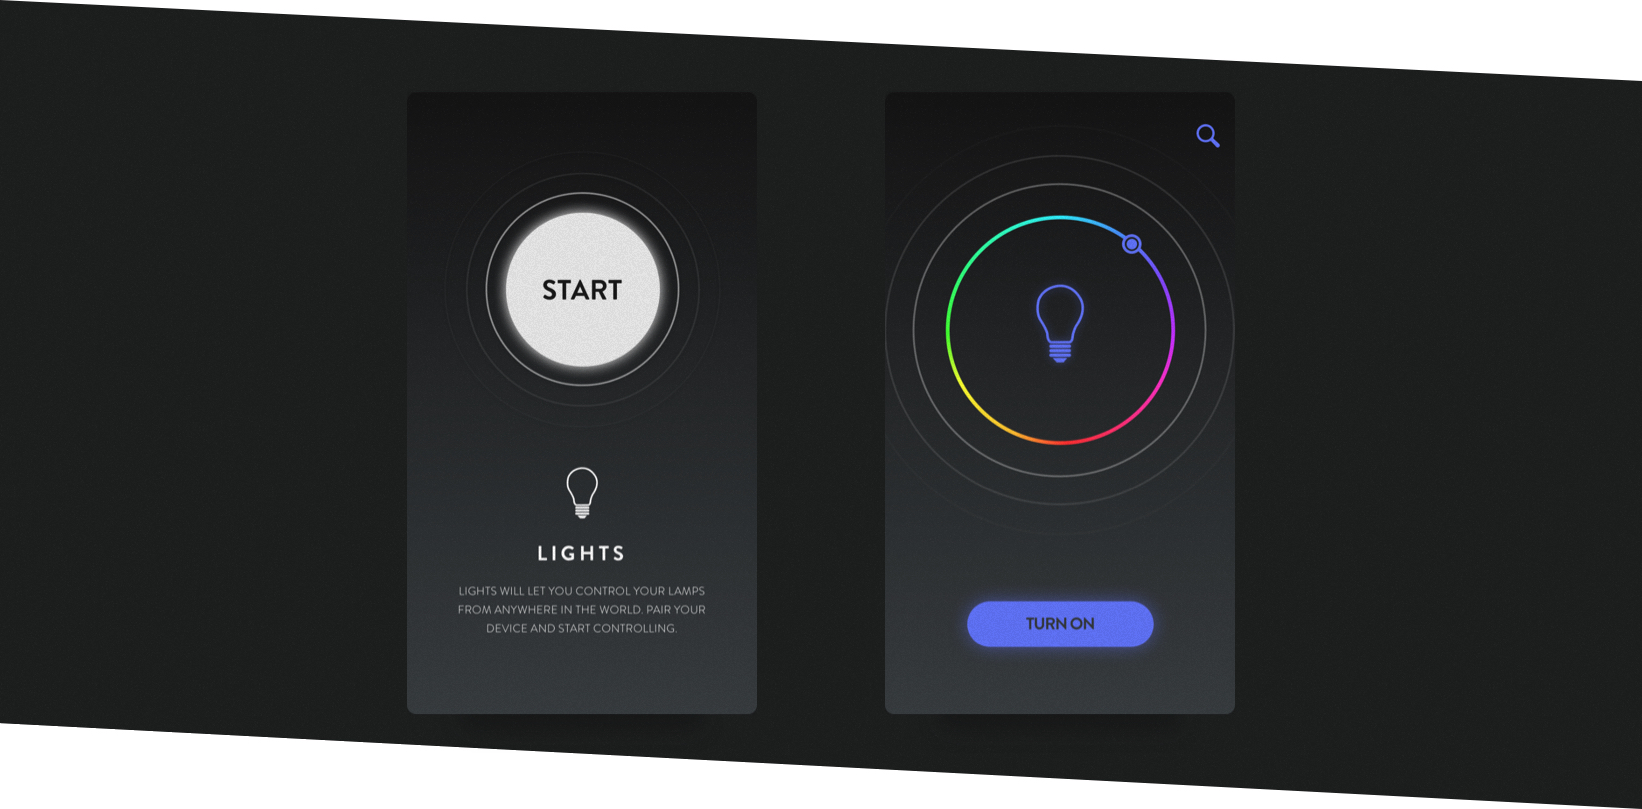 START
LIGHTS
LIGHTS WILL LET YOU CONTROL YOUR LAMPS
FROM ANYWHERE IN THE WORLD. PAIR YOUR
DEVICE AND START CONTROLLING.
TURN ON